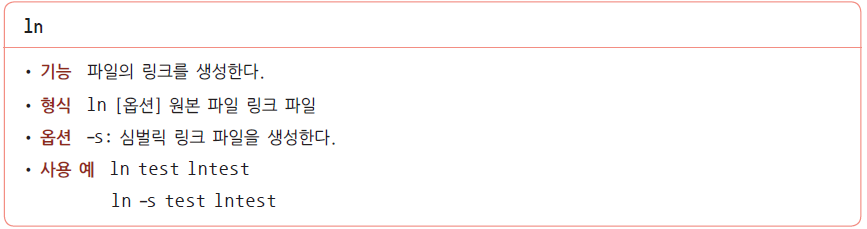 ln
• 기능 파일의 링크를 생성한다.
• 형식 ln [옵션] 원본 파일 링크 파일
• 옵션 -s: 심벌릭 링크 파일을 생성한다.
• 사용 예 ln test lntest
ln -s test lntest